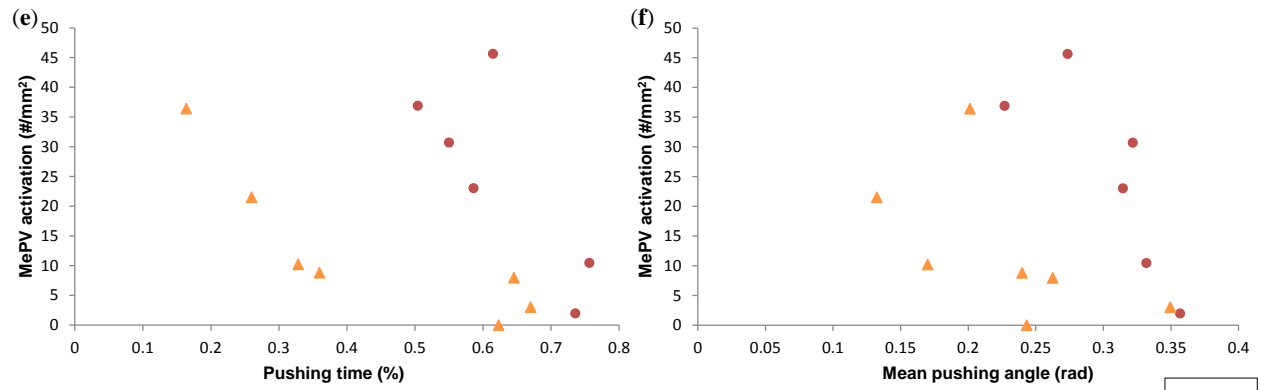 (e)
MePV activation (#/mm²)
50
45
40
35
30
25
20
15
10
5
0
0 0.1 0.2 0.3 0.4 0.5 0.6 0.7 0.8
Pushing time (%)
(f)
MePV activation (#/mm²)
50
45
40
35
30
25
20
15
10
5
0
0 0.05 0.1 0.15 0.2 0.25 0.3 0.35 0.4
Mean pushing angle (rad)